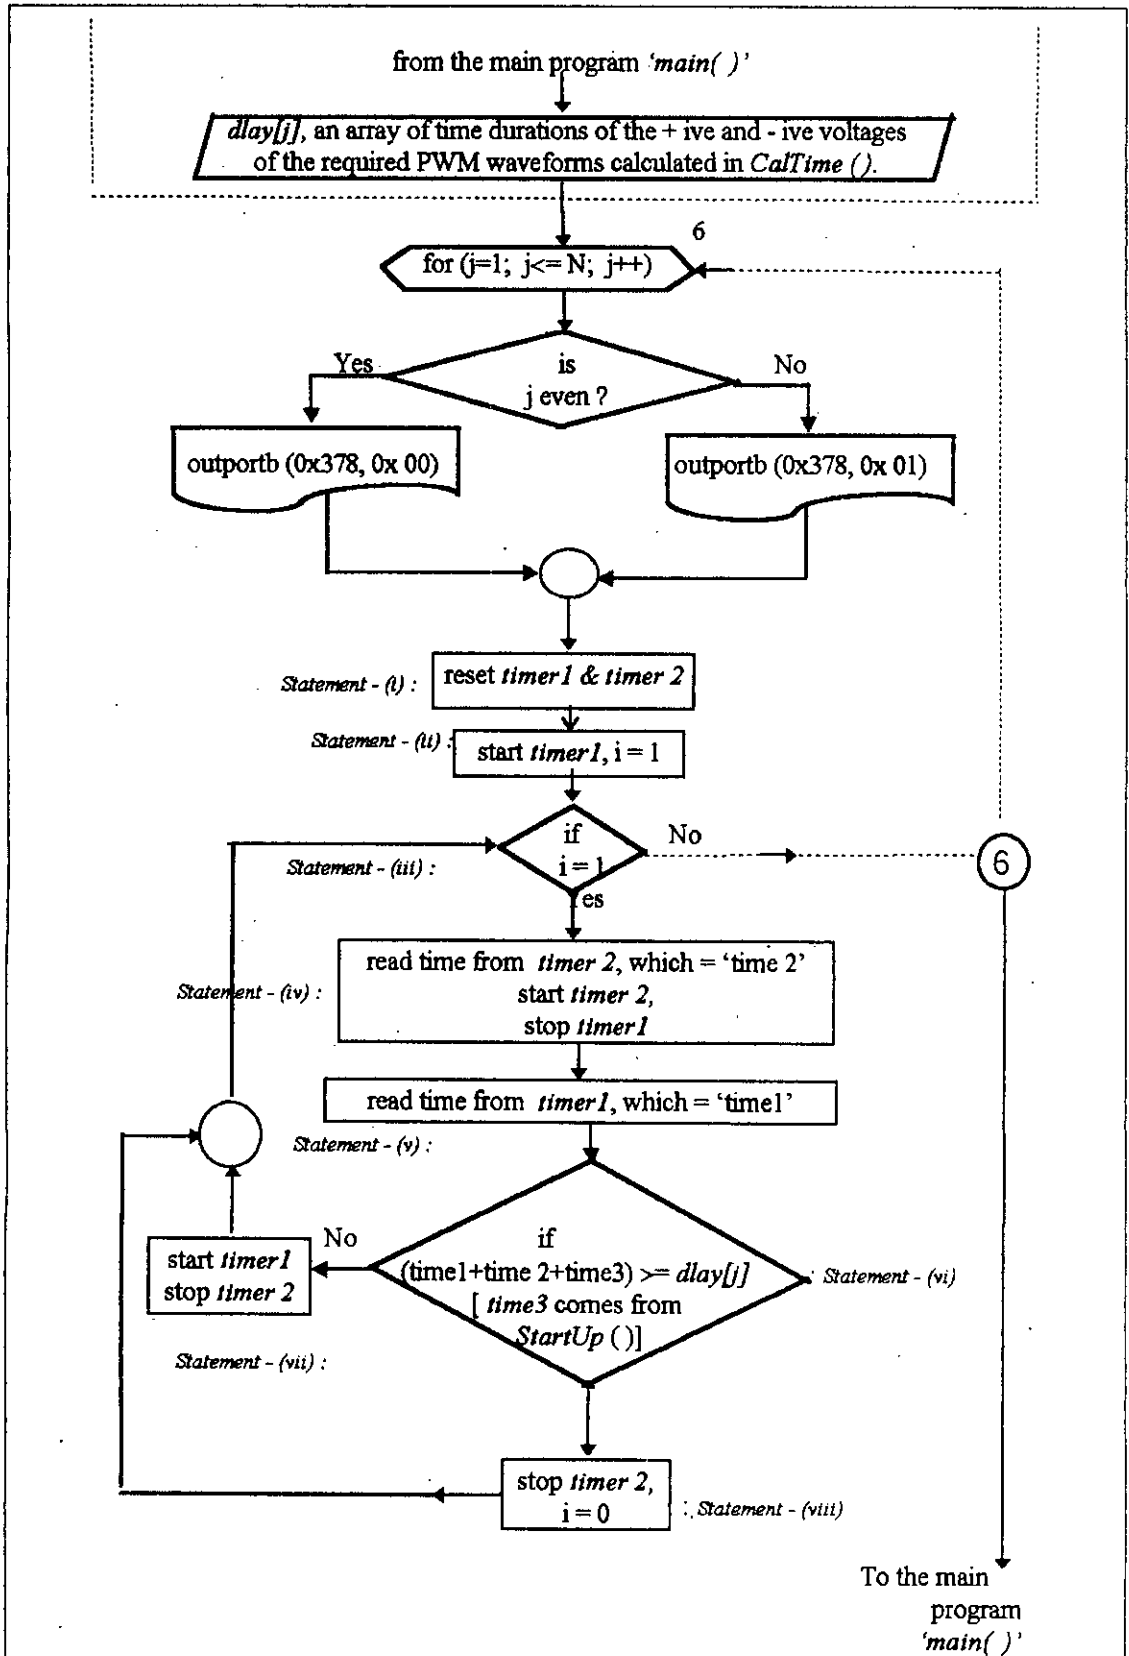 from the main program 'main( )'
dlay[j], an array of time durations of the + ive and - ive voltages
of the required PWM waveforms calculated in CalTime ().
6
for (j=1; j<= N; j++)
Yes
is
j even ?
No
outportb (0x378, 0x 00)
outportb (0x378, 0x 01)
Statement - (i) :
reset timer1 & timer 2
Statement - (ii) :
start timer1, i = 1
if
i = 1
No
Statement - (iii) :
6
Yes
read time from timer 2, which = 'time 2'
start timer 2,
stop timer1
Statement - (iv) :
read time from timer1, which = 'time1'
Statement - (v) :
No
start timer1
stop timer 2
if
(time1+time 2+time3) >= dlay[j]
[ time3 comes from
StartUp ()]
: Statement - (vi)
Statement - (vii) :
stop timer 2,
i = 0
: Statement - (viii)
To the main
program
'main( )'